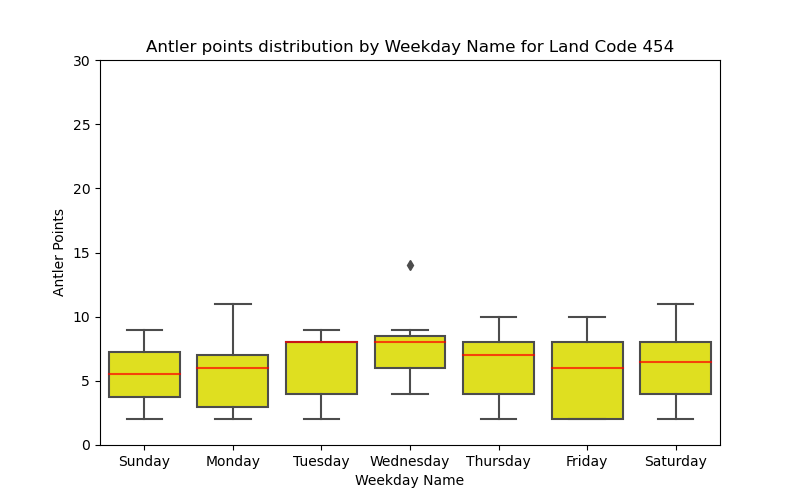 Antler points distribution by Weekday Name for Land Code 454
30
25
20
15
10
5
0
Antler Points
Sunday Monday Tuesday Wednesday Thursday Friday Saturday
Weekday Name